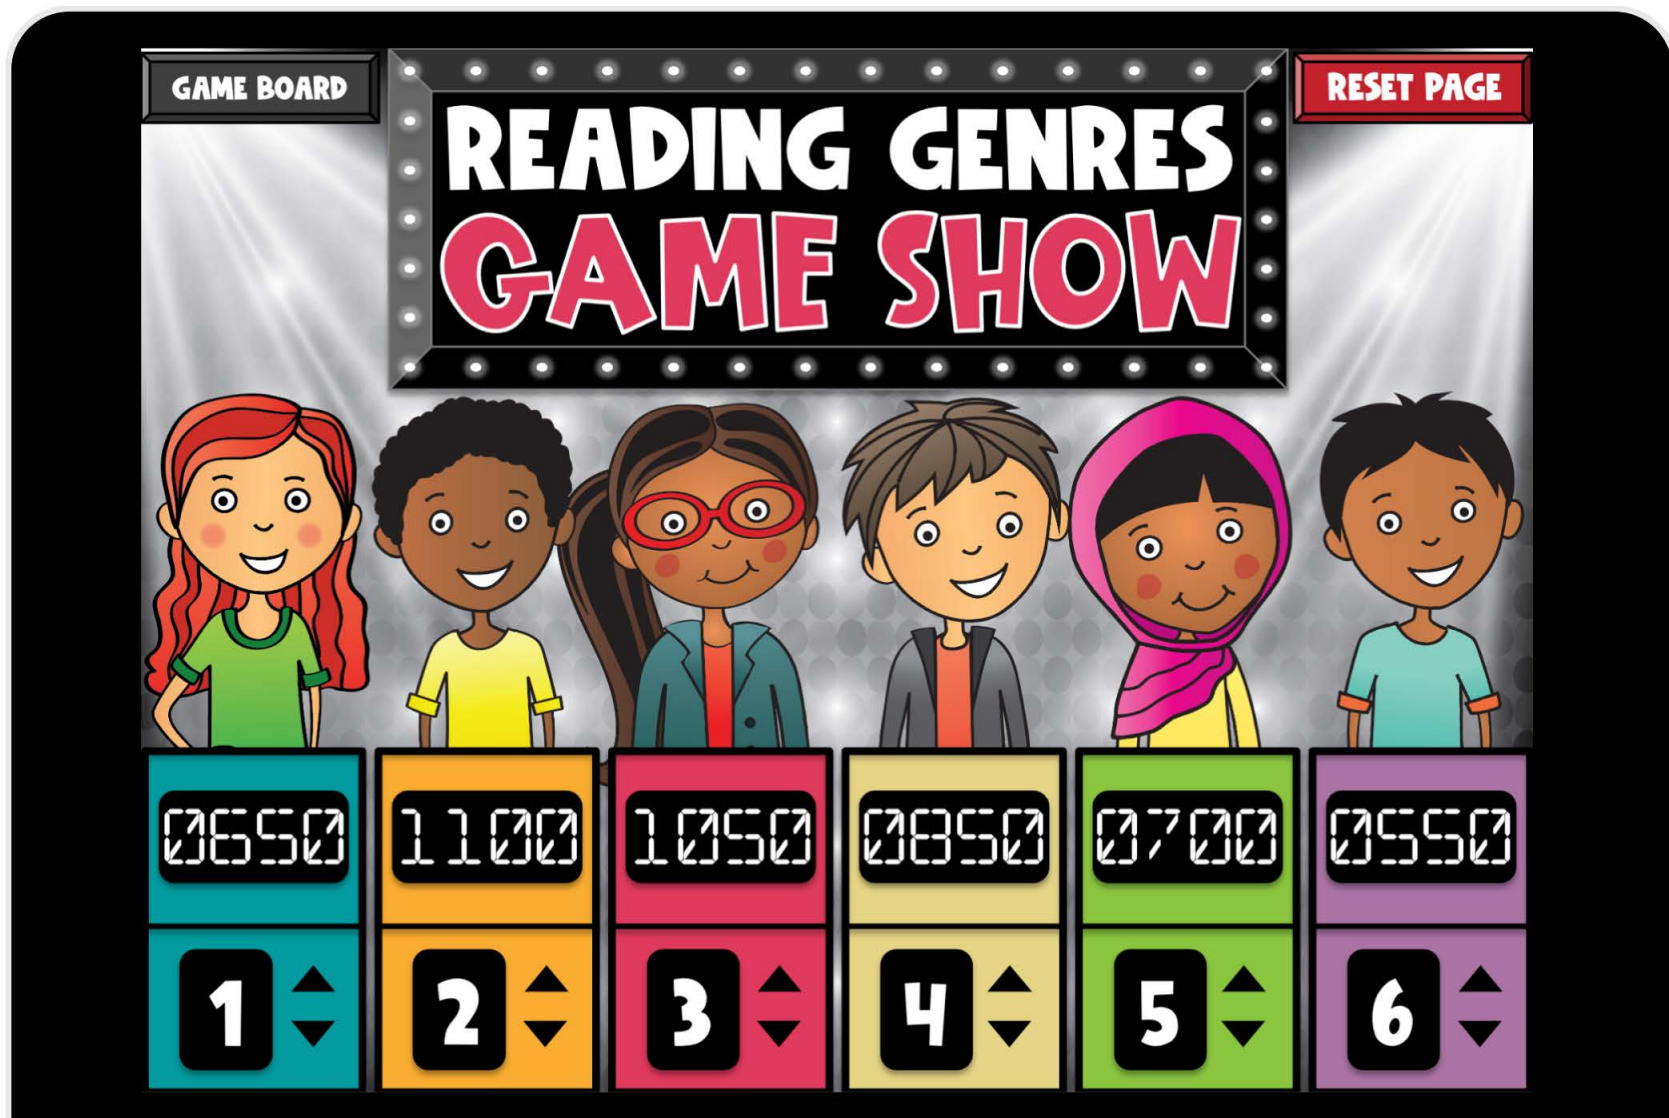 GAME BOARD
READING GENRES
GAME SHOW
RESET PAGE
0650 1100 1050 0850 0700 0550
1 2 3 4 5 6